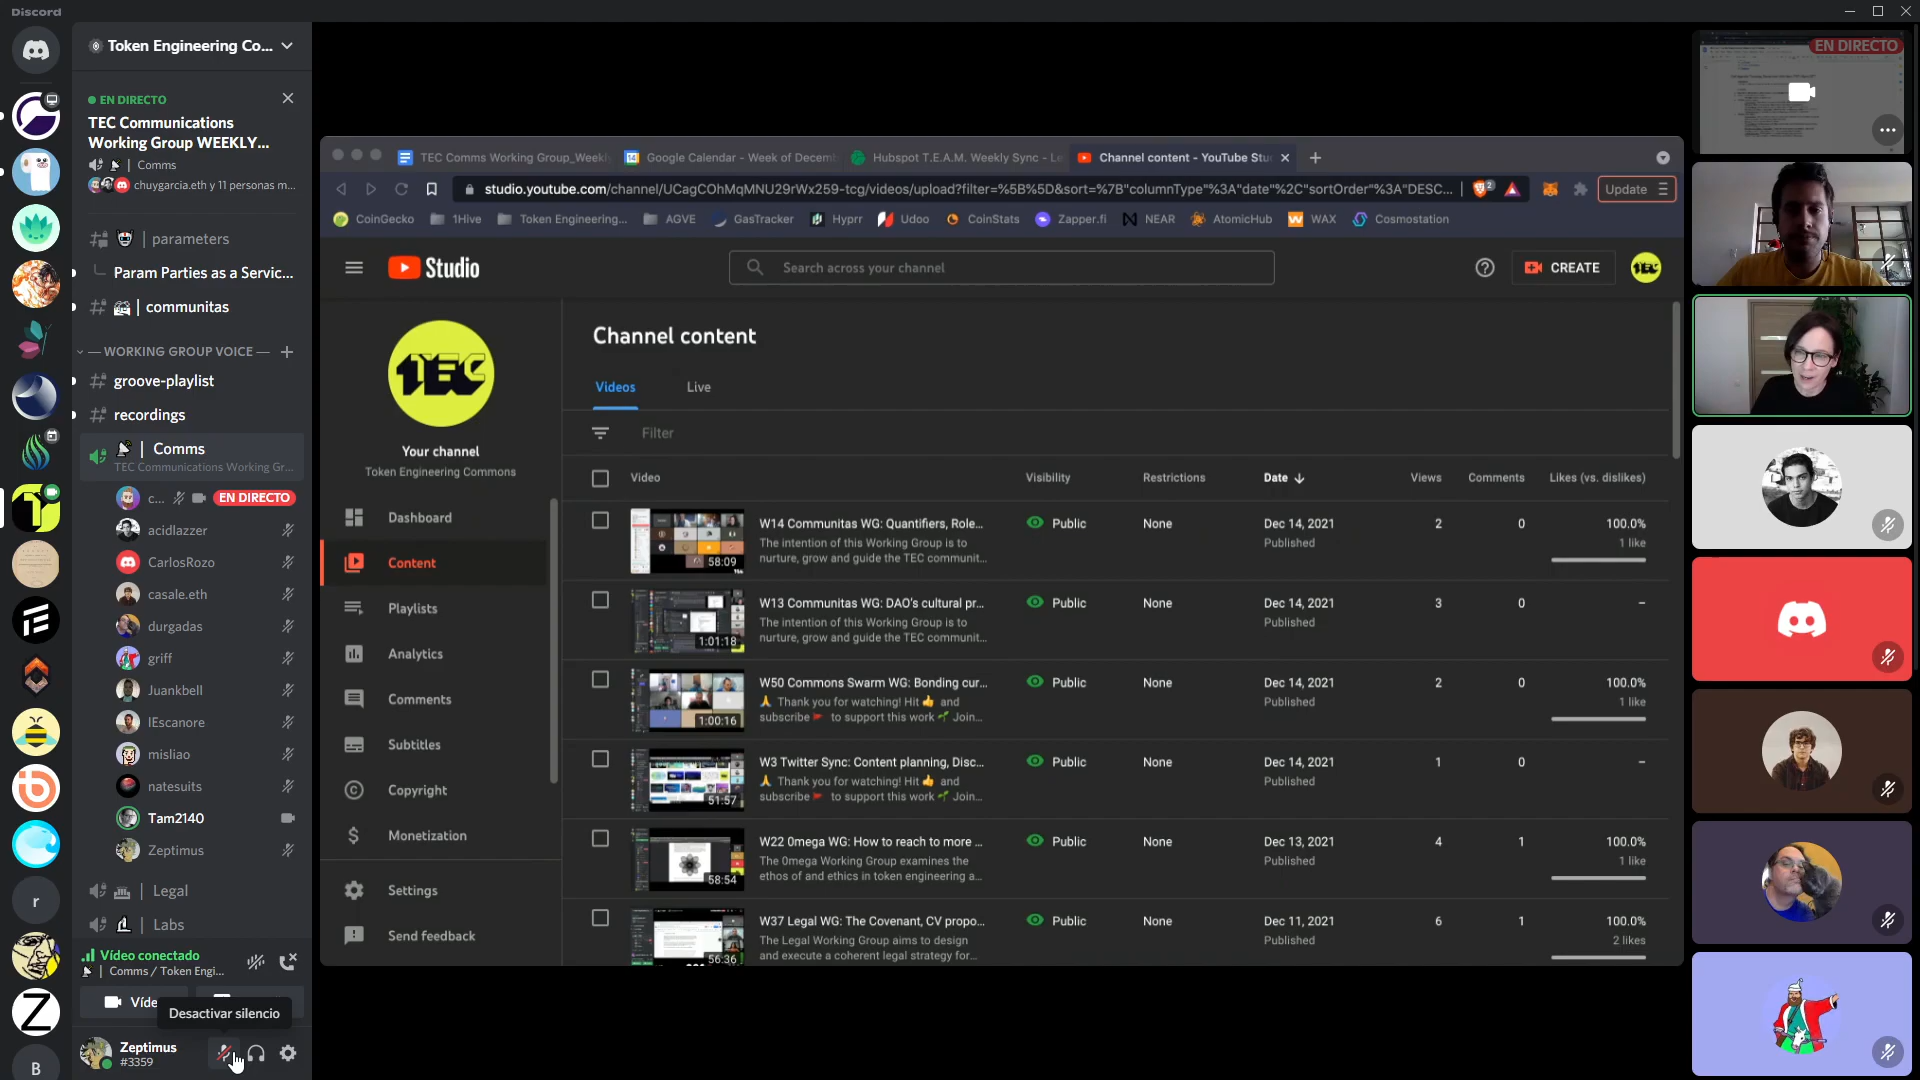 Discord
Token Engineering Co...
EN DIRECTO
TEC Communications
Working Group WEEKLY...
| Comms
chuygarcia.eth y 11 personas m...
| parameters
Param Parties as a Servic...
| communitas
— WORKING GROUP VOICE —
groove-playlist
recordings
| Comms
TEC Communications Working Gr...
c...
EN DIRECTO
acidlazzer
CarlosRozo
casale.eth
durgadas
griff
Juankbell
lEscanore
misliao
natesuits
Tam2140
Zeptimus
| Legal
| Labs
Vídeo conectado
| Comms / Token Engi...
Víde
Desactivar silencio
Zeptimus
#3359
r
B
TEC Comms Working Group_Weekl
Google Calendar - Week of Decem
Hubspot T.E.A.M. Weekly Sync - Le
Channel content - YouTube Stu
studio.youtube.com/channel/UCagCOhMqMNU29rWx259-tcg/videos/upload?filter=%5B%5D&sort=%7B"columnType"%3A"date"%2C"sortOrder"%3A"DESC...
2
Update
CoinGecko
1Hive
Token Engineering...
AGVE
GasTracker
Hyprr
Udoo
CoinStats
Zapper.fi
NEAR
AtomicHub
WAX
Cosmostation
Studio
Search across your channel
CREATE
TEC
TEC
Your channel
Token Engineering Commons
Dashboard
Content
Playlists
Analytics
Comments
Subtitles
Copyright
Monetization
Settings
Send feedback
Channel content
Videos Live
Filter
Video Visibility Restrictions Date Views Comments Likes (vs. dislikes)
58:09
W14 Communitas WG: Quantifiers, Role... Public None Dec 14, 2021 2 0 100.0%
The intention of this Working Group is to Published 1 like
nurture, grow and guide the TEC communit...
1:01:18
W13 Communitas WG: DAO's cultural pr... Public None Dec 14, 2021 3 0 –
The intention of this Working Group is to Published
nurture, grow and guide the TEC communit...
1:00:16
W50 Commons Swarm WG: Bonding cur... Public None Dec 14, 2021 2 0 100.0%
🙏 Thank you for watching! Hit 👍 and Published 1 like
subscribe 🚩 to support this work 🌱 Join...
51:57
W3 Twitter Sync: Content planning, Disc... Public None Dec 14, 2021 1 0 –
🙏 Thank you for watching! Hit 👍 and Published
subscribe 🚩 to support this work 🌱 Join...
58:54
W22 0mega WG: How to reach to more ... Public None Dec 13, 2021 4 1 100.0%
The 0mega Working Group examines the Published 1 like
ethos of and ethics in token engineering a...
56:36
W37 Legal WG: The Covenant, CV propo... Public None Dec 11, 2021 6 1 100.0%
The Legal Working Group aims to design Published 2 likes
and execute a coherent legal strategy for...
EN DIRECTO